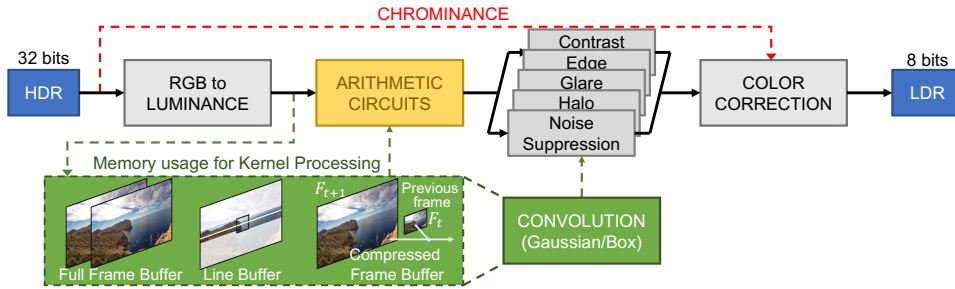 CHROMINANCE
32 bits
HDR
RGB to
LUMINANCE
ARITHMETIC
CIRCUITS
Contrast
Edge
Glare
Halo
Noise
Suppression
COLOR
CORRECTION
8 bits
LDR
Memory usage for Kernel Processing
Full Frame Buffer
Line Buffer
F_{t+1}
Previous
frame
F_t
Compressed
Frame Buffer
CONVOLUTION
(Gaussian/Box)